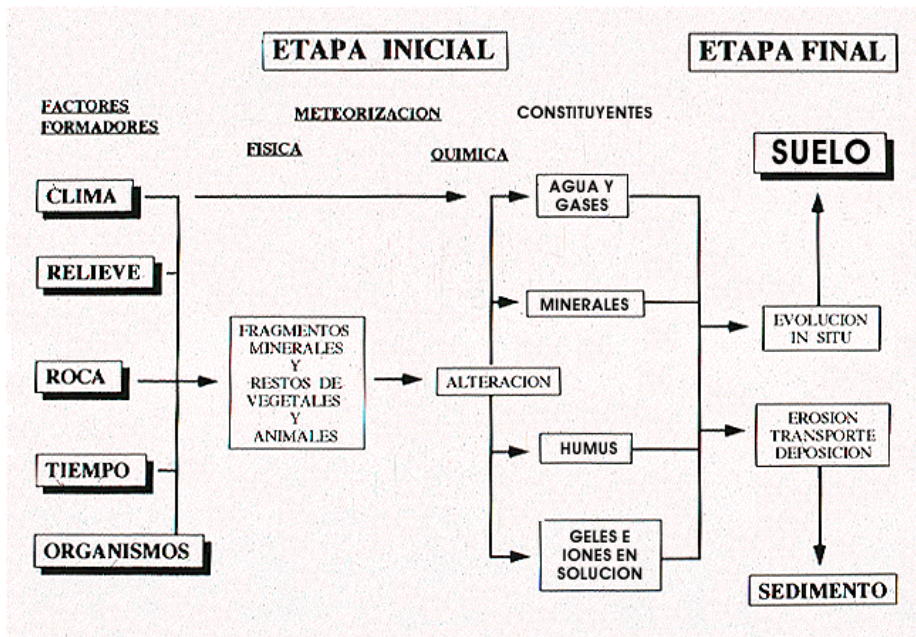 ETAPA INICIAL
ETAPA FINAL
FACTORES
FORMADORES
METEORIZACION
FISICA
QUIMICA
CONSTITUYENTES
CLIMA
RELIEVE
ROCA
TIEMPO
ORGANISMOS
FRAGMENTOS
MINERALES
Y
RESTOS DE
VEGETALES
Y
ANIMALES
ALTERACION
AGUA Y
GASES
MINERALES
HUMUS
GELES E
IONES EN
SOLUCION
SUELO
EVOLUCION
IN SITU
EROSION
TRANSPORTE
DEPOSICION
SEDIMENTO